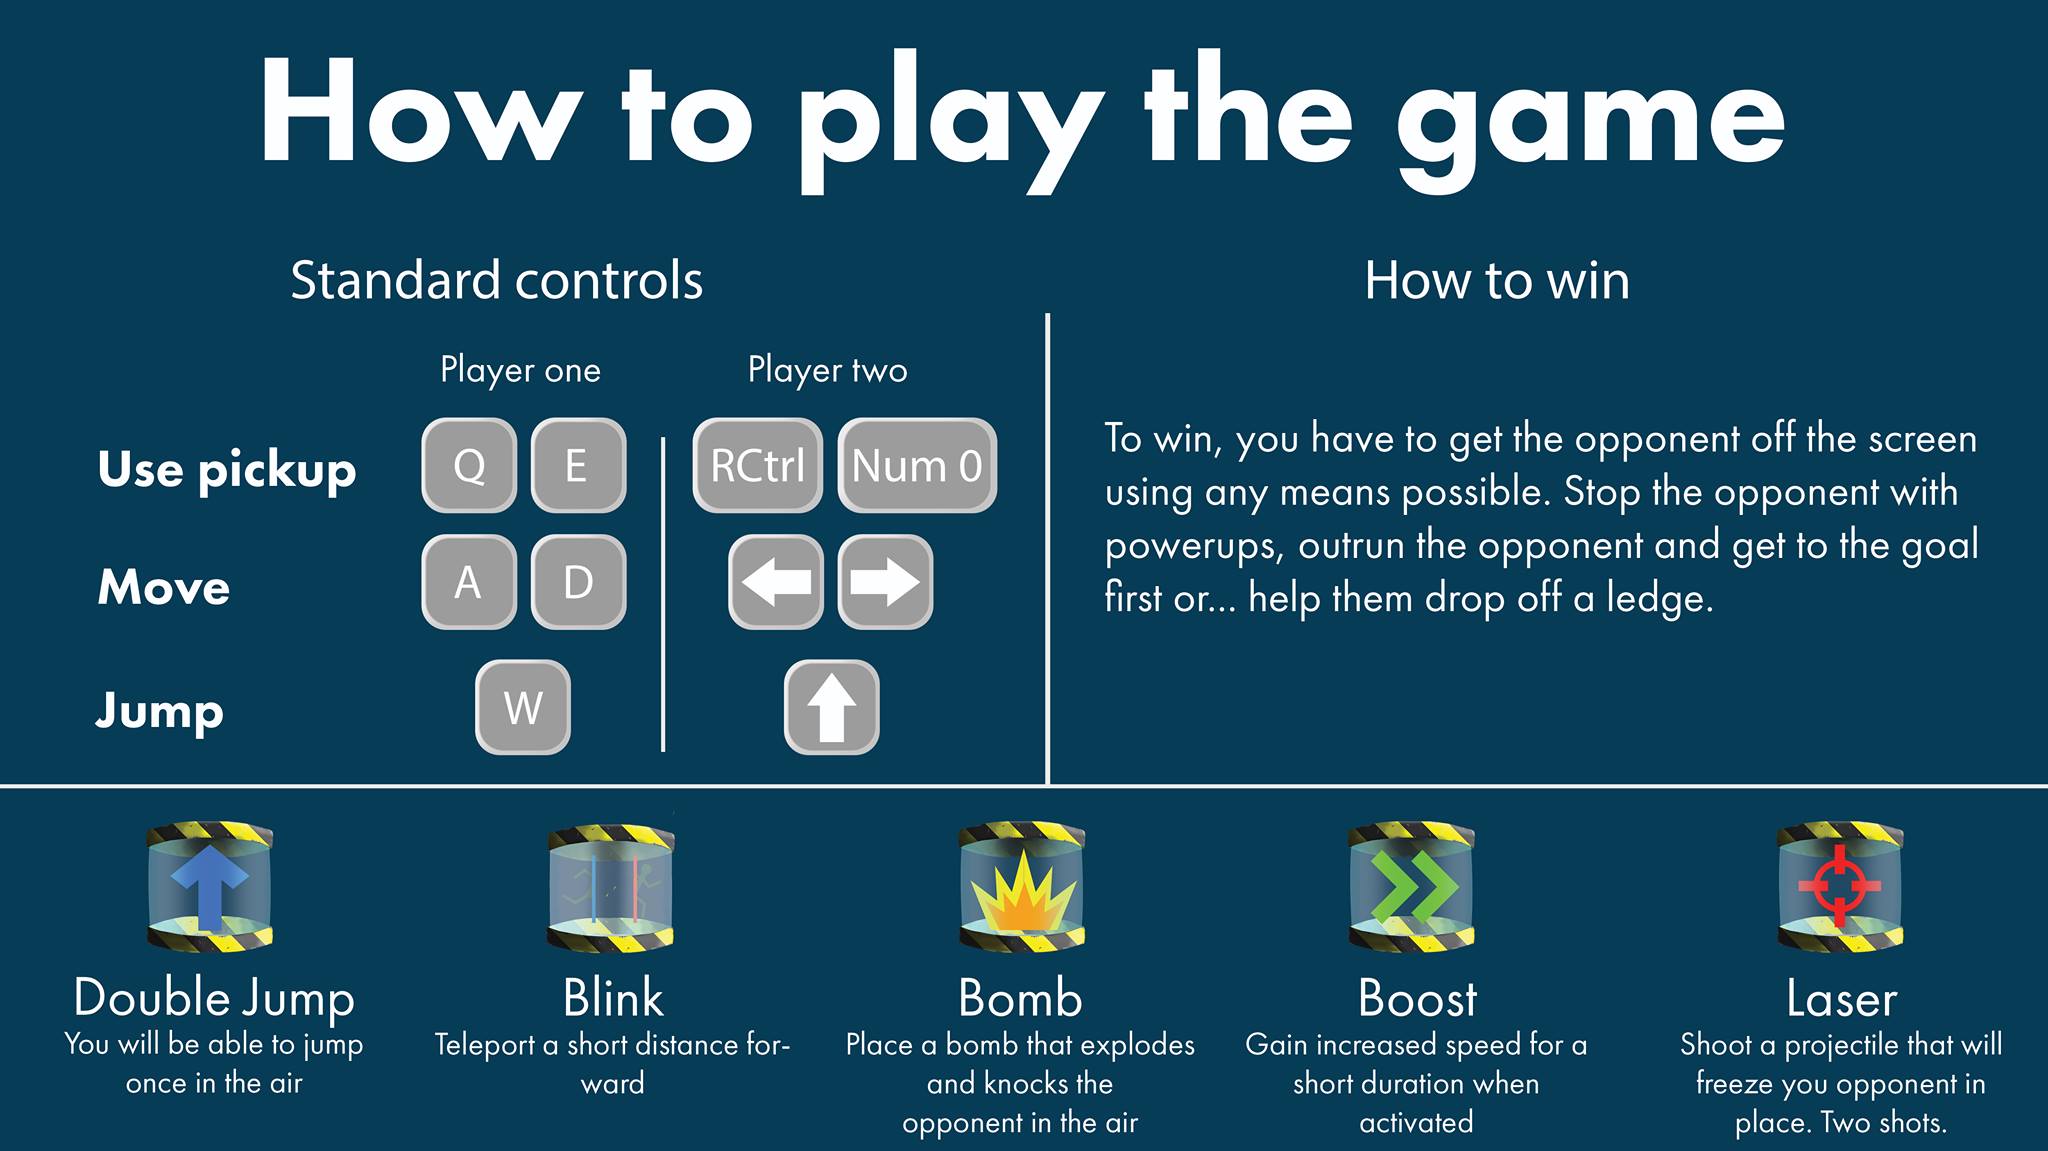 How to play the game
Standard controls
Player one
Player two
Use pickup
Q
E
RCtrl
Num 0
Move
A
D
Jump
W
How to win
To win, you have to get the opponent off the screen
using any means possible. Stop the opponent with
powerups, outrun the opponent and get to the goal
first or... help them drop off a ledge.
Double Jump
You will be able to jump
once in the air
Blink
Teleport a short distance for-
ward
Bomb
Place a bomb that explodes
and knocks the
opponent in the air
Boost
Gain increased speed for a
short duration when
activated
Laser
Shoot a projectile that will
freeze you opponent in
place. Two shots.